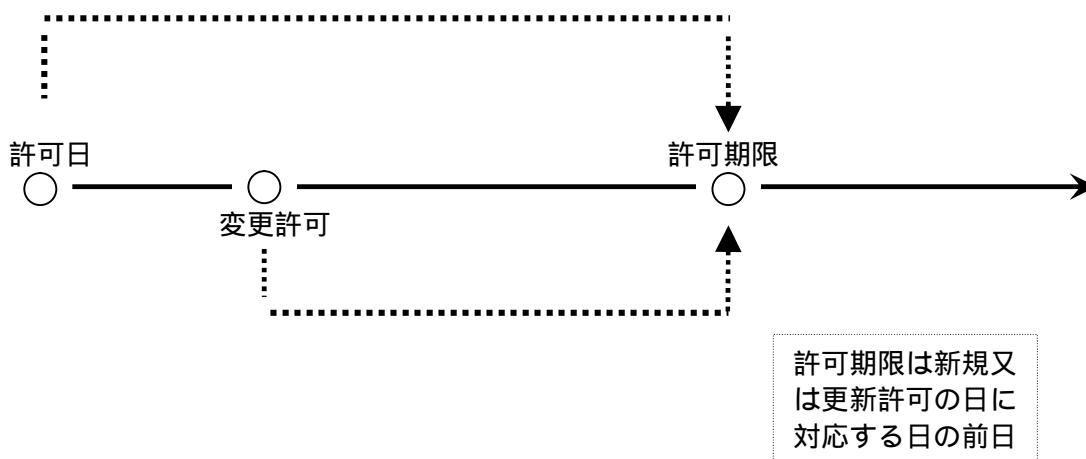 許可日
許可期限
変更許可
許可期限は新規又
は更新許可の日に
対応する日の前日